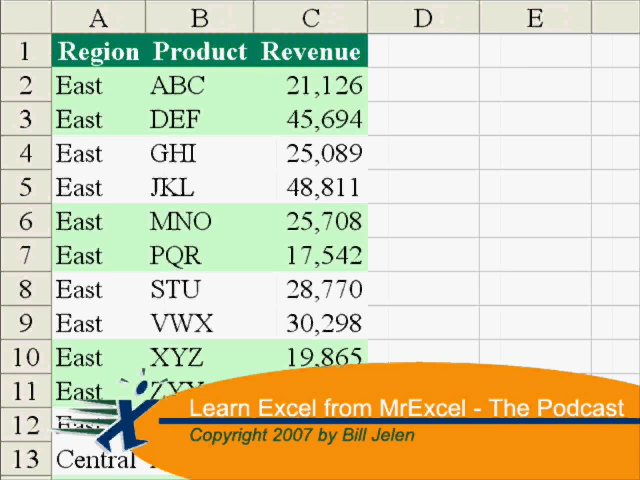 A B C D E
1 Region Product Revenue
2 East ABC 21,126
3 East DEF 45,694
4 East GHI 25,089
5 East JKL 48,811
6 East MNO 25,708
7 East PQR 17,542
8 East STU 28,770
9 East VWX 30,298
10 East XYZ 19,865
11 East
12 East
13 Central
Learn Excel from MrExcel - The Podcast
Copyright 2007 by Bill Jelen